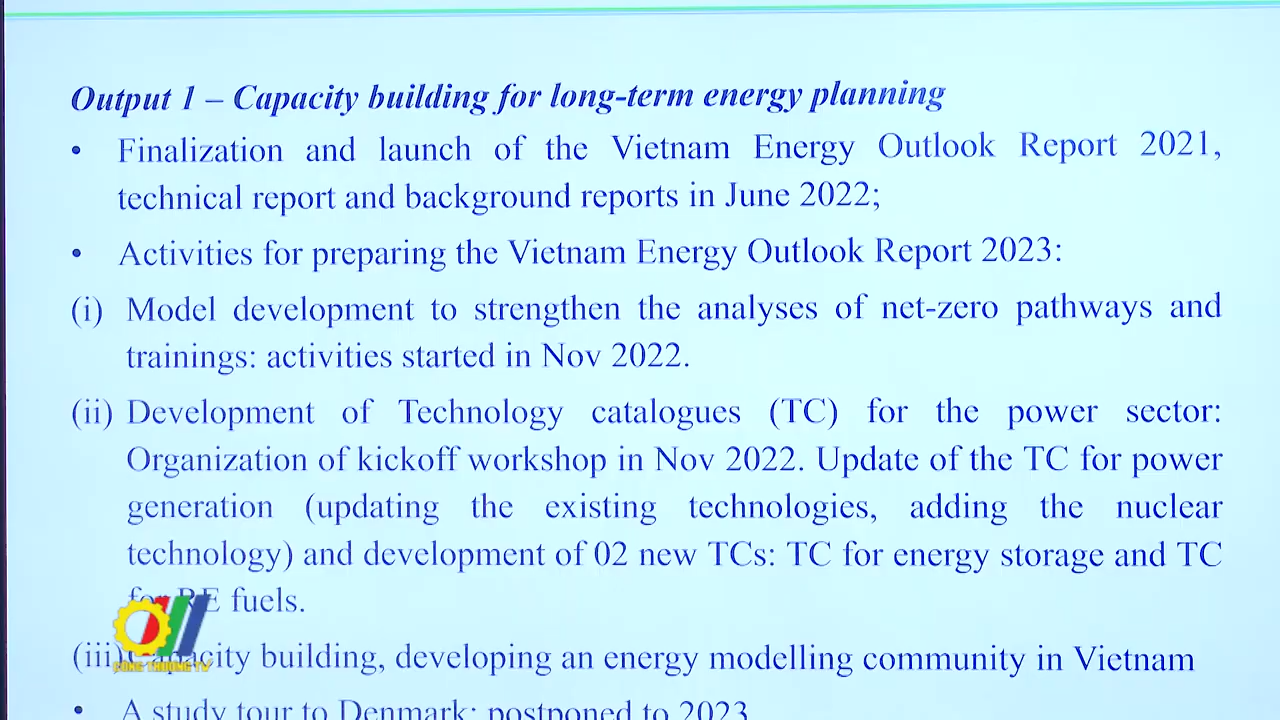 Output 1 – Capacity building for long-term energy planning
• Finalization and launch of the Vietnam Energy Outlook Report 2021,
technical report and background reports in June 2022;
• Activities for preparing the Vietnam Energy Outlook Report 2023:
(i) Model development to strengthen the analyses of net-zero pathways and
trainings: activities started in Nov 2022.
(ii) Development of Technology catalogues (TC) for the power sector:
Organization of kickoff workshop in Nov 2022. Update of the TC for power
generation (updating the existing technologies, adding the nuclear
technology) and development of 02 new TCs: TC for energy storage and TC
for RE fuels.
(iii) Capacity building, developing an energy modelling community in Vietnam
CÔNG THƯƠNG TV
• A study tour to Denmark: postponed to 2023